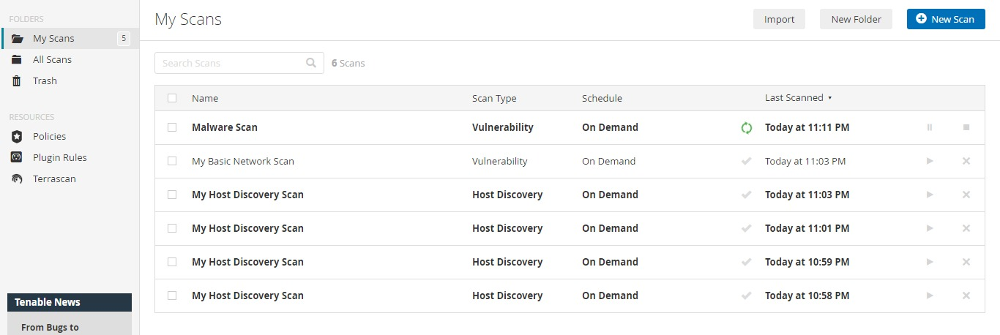 FOLDERS
My Scans 5
All Scans
Trash
RESOURCES
Policies
Plugin Rules
Terrascan
Tenable News
From Bugs to
My Scans
Import New Folder New Scan
Search Scans 6 Scans
Name Scan Type Schedule Last Scanned
Malware Scan Vulnerability On Demand Today at 11:11 PM
My Basic Network Scan Vulnerability On Demand Today at 11:03 PM
My Host Discovery Scan Host Discovery On Demand Today at 11:03 PM
My Host Discovery Scan Host Discovery On Demand Today at 11:01 PM
My Host Discovery Scan Host Discovery On Demand Today at 10:59 PM
My Host Discovery Scan Host Discovery On Demand Today at 10:58 PM